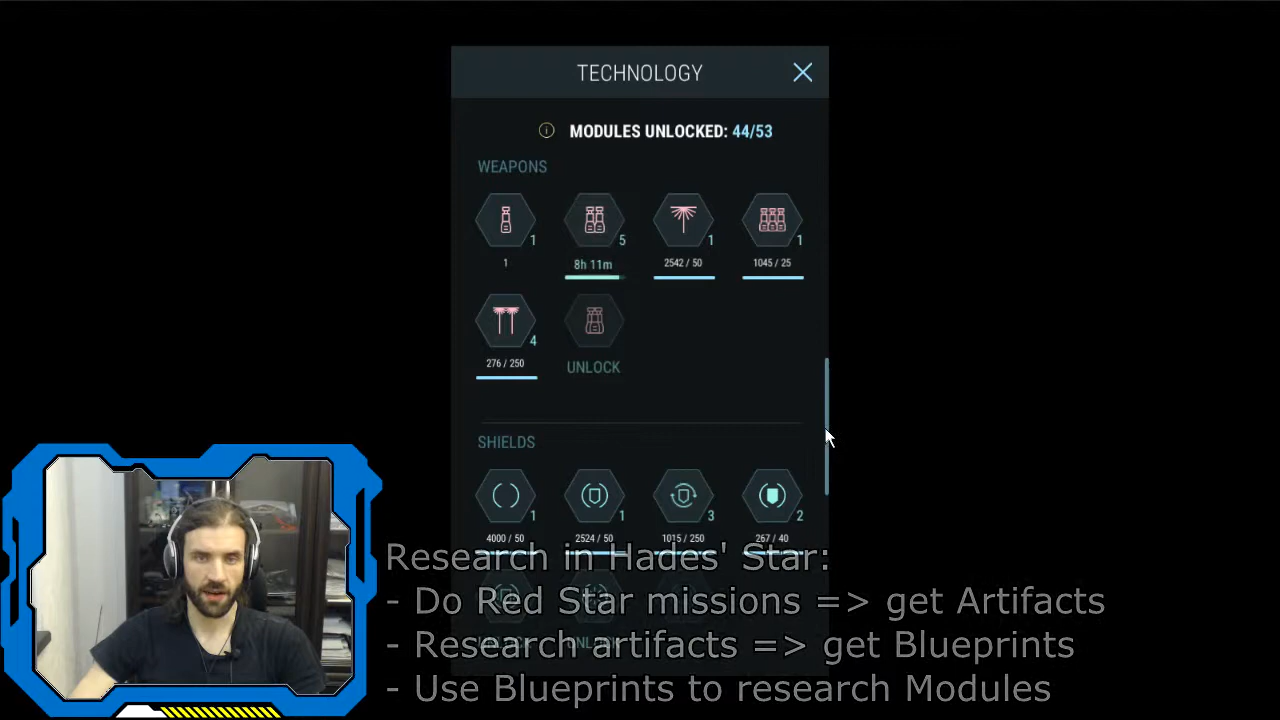 TECHNOLOGY
MODULES UNLOCKED: 44/53
WEAPONS
1 5 1 1
1 8h 11m 2542 / 50 1045 / 25
4
276 / 250 UNLOCK
SHIELDS
1 1 3 2
4000 / 50 2524 / 50 1015 / 250 267 / 40
Research in Hades' Star:
- Do Red Star missions => get Artifacts
UNLOCK UNLOCK
- Research artifacts => get Blueprints
- Use Blueprints to research Modules